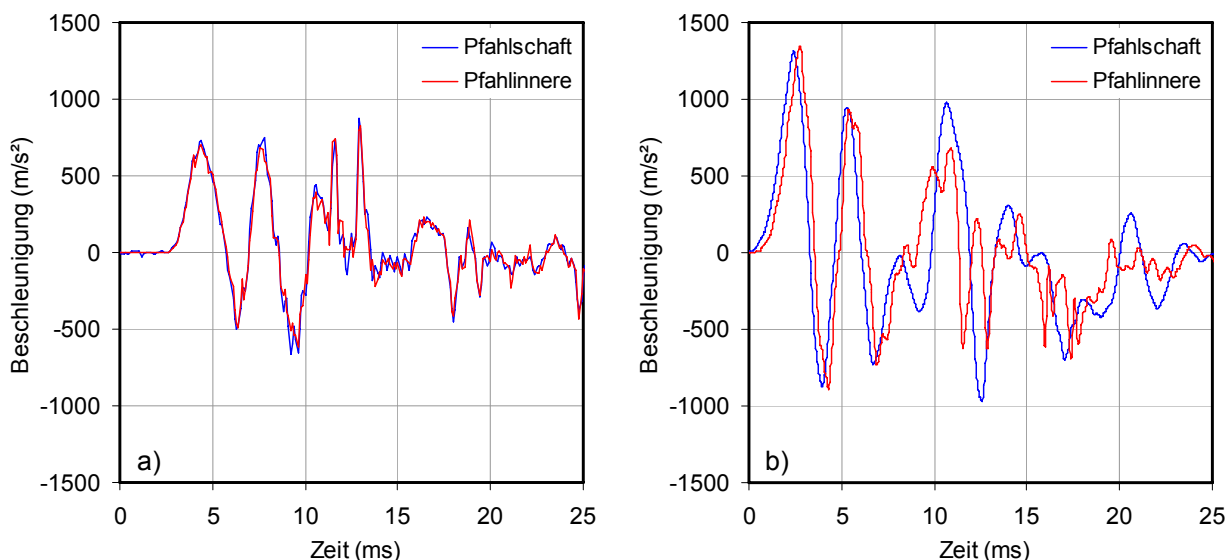 1500
1000
500
0
-500
-1000
-1500
Beschleunigung (m/s²)
Pfahlschaft
Pfahlinnere
a)
0 5 10 15 20 25
Zeit (ms)
1500
1000
500
0
-500
-1000
-1500
Beschleunigung (m/s²)
Pfahlschaft
Pfahlinnere
b)
0 5 10 15 20 25
Zeit (ms)